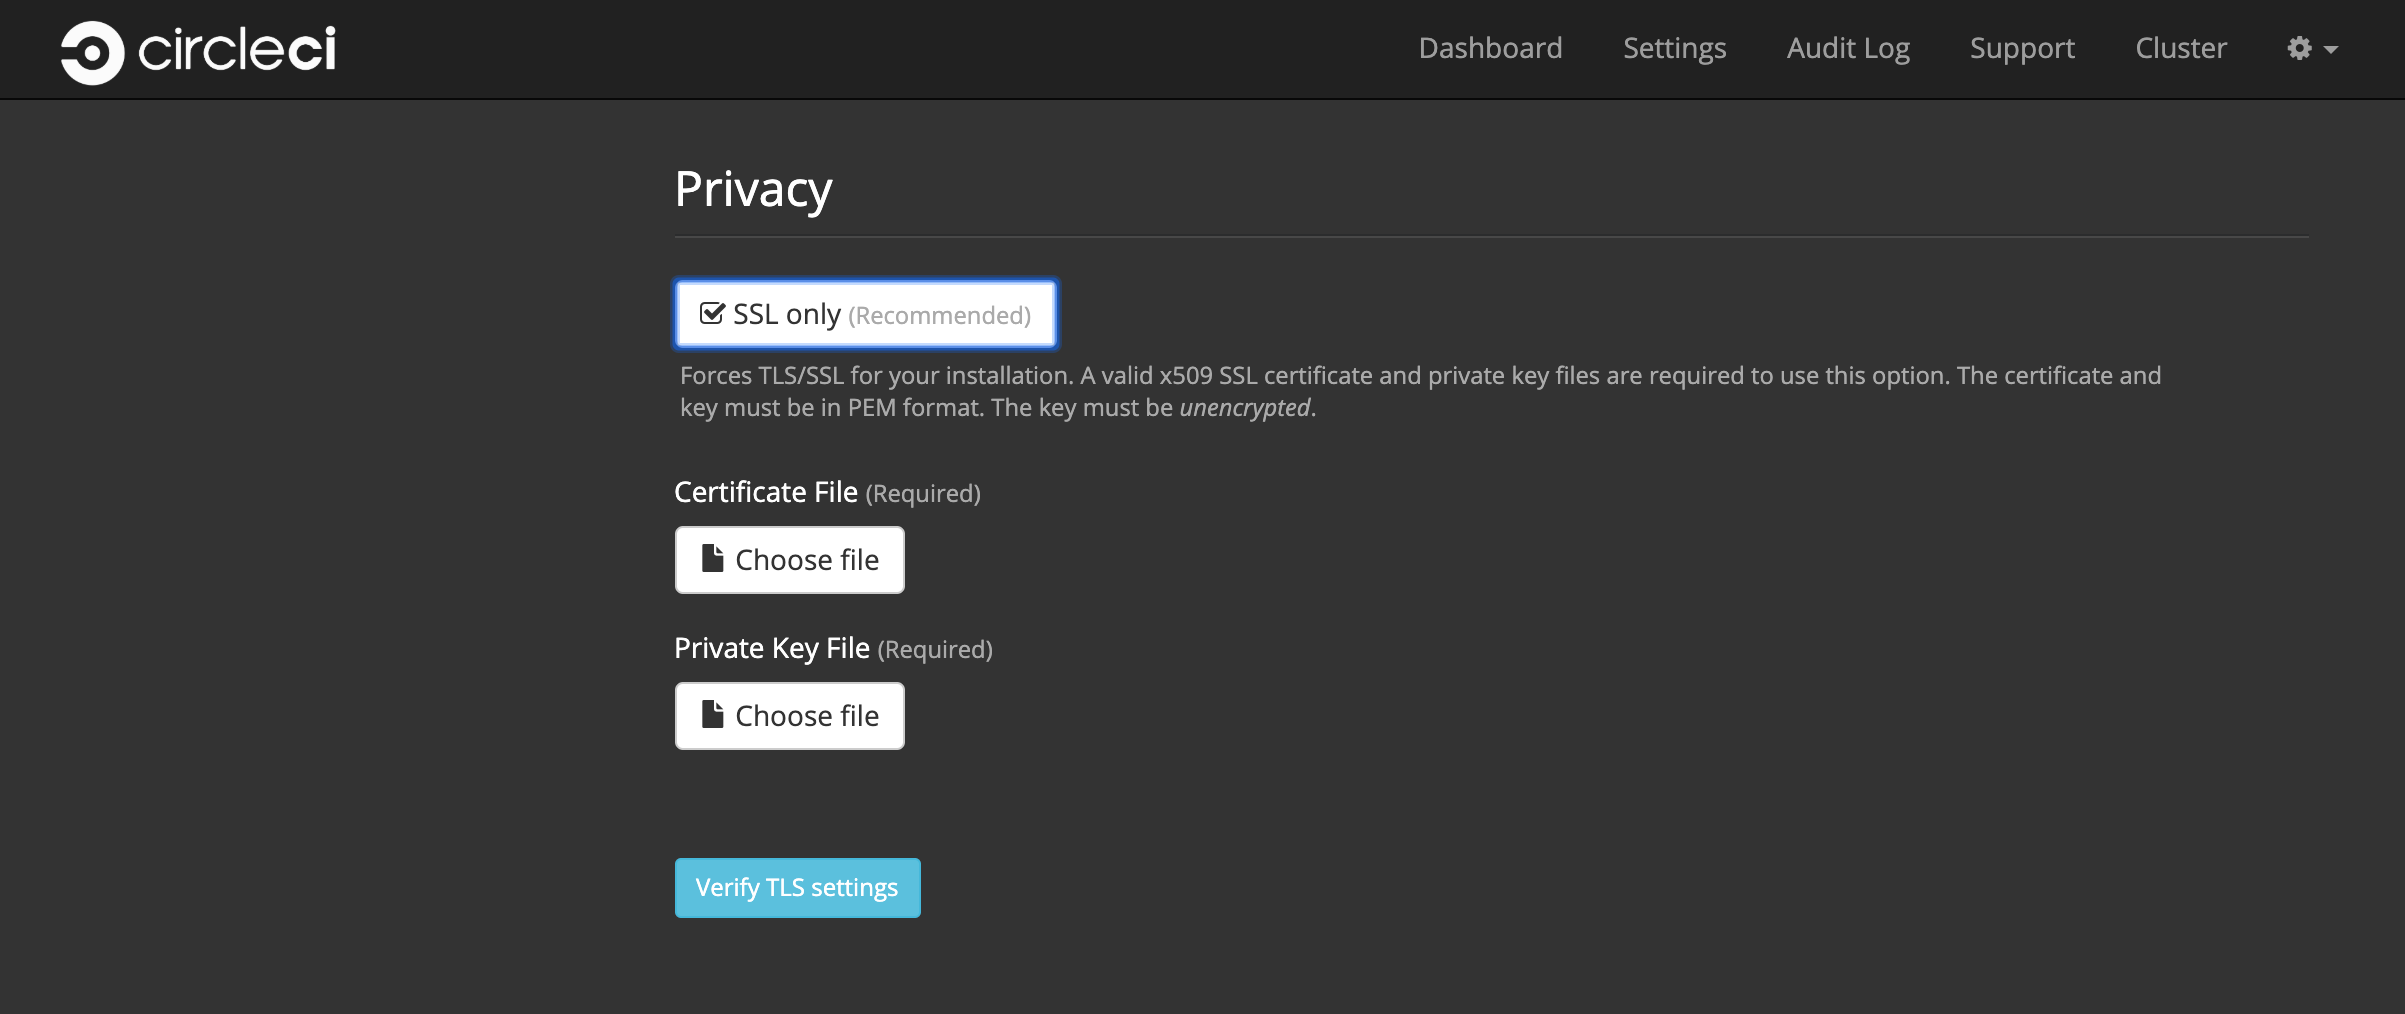 circleci
Dashboard Settings Audit Log Support Cluster
Privacy
SSL only (Recommended)
Forces TLS/SSL for your installation. A valid x509 SSL certificate and private key files are required to use this option. The certificate and
key must be in PEM format. The key must be unencrypted.
Certificate File (Required)
Choose file
Private Key File (Required)
Choose file
Verify TLS settings